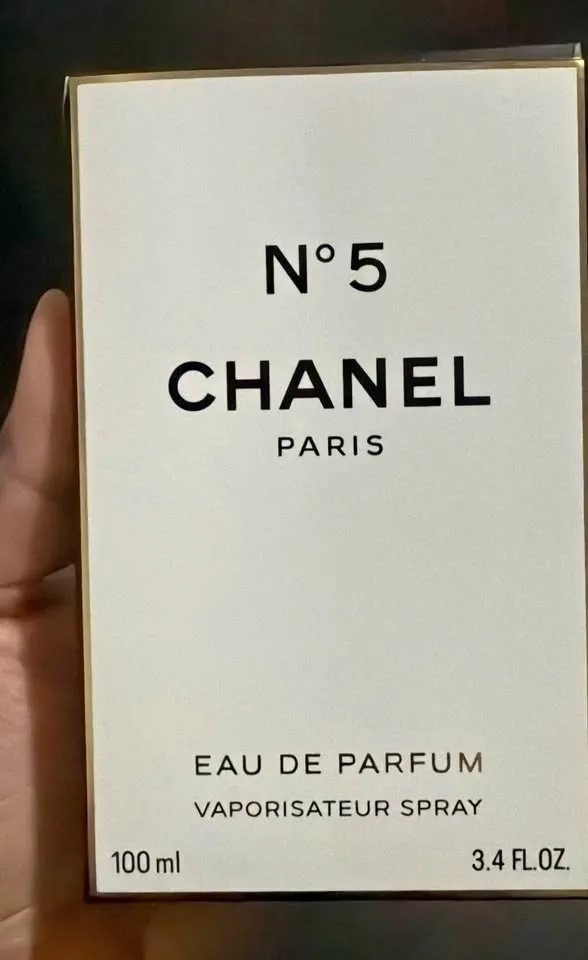 N°5
CHANEL
PARIS
EAU DE PARFUM
VAPORISATEUR SPRAY
100 ml 3.4 FL.OZ.